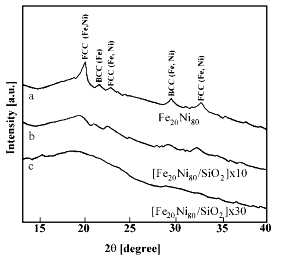 FCC (Fe,Ni)
BCC (Fe)
FCC (Fe, Ni)
BCC (Fe, Ni)
FCC (Fe, Ni)
a
Fe20Ni80
b
[Fe20Ni80/SiO2]x10
c
[Fe20Ni80/SiO2]x30
Intensity [a.u.]
15 20 25 30 35 40
2θ [degree]